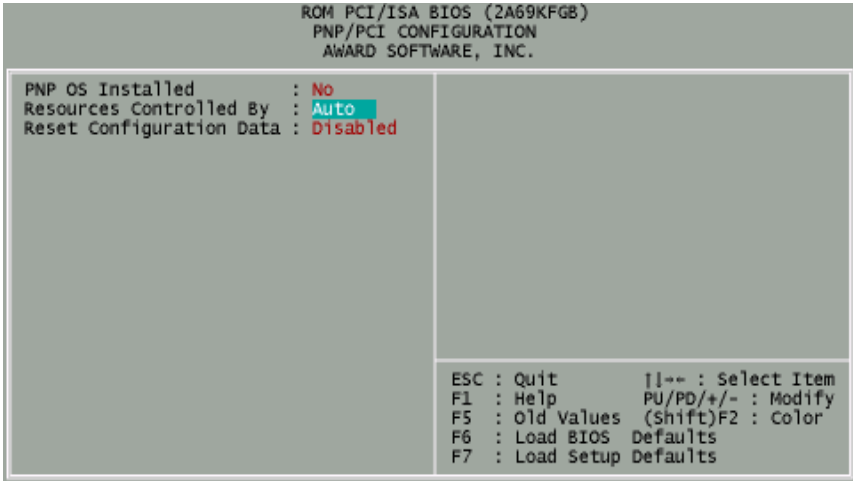 ROM PCI/ISA BIOS (2A69KFGB)
PNP/PCI CONFIGURATION
AWARD SOFTWARE, INC.
PNP OS Installed : No
Resources Controlled By : Auto
Reset Configuration Data : Disabled
ESC : Quit ↑↓→← : Select Item
F1 : Help PU/PD/+/- : Modify
F5 : Old Values (Shift)F2 : Color
F6 : Load BIOS Defaults
F7 : Load Setup Defaults